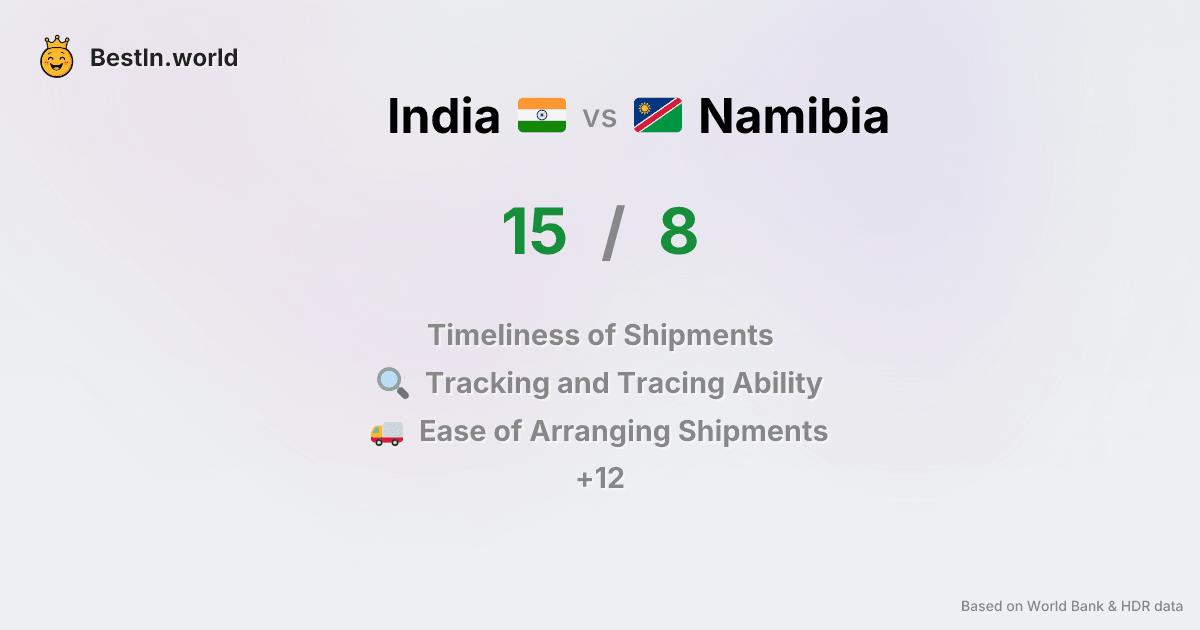 BestIn.world
India vs Namibia
15 / 8
Timeliness of Shipments
Tracking and Tracing Ability
Ease of Arranging Shipments
+12
Based on World Bank & HDR data